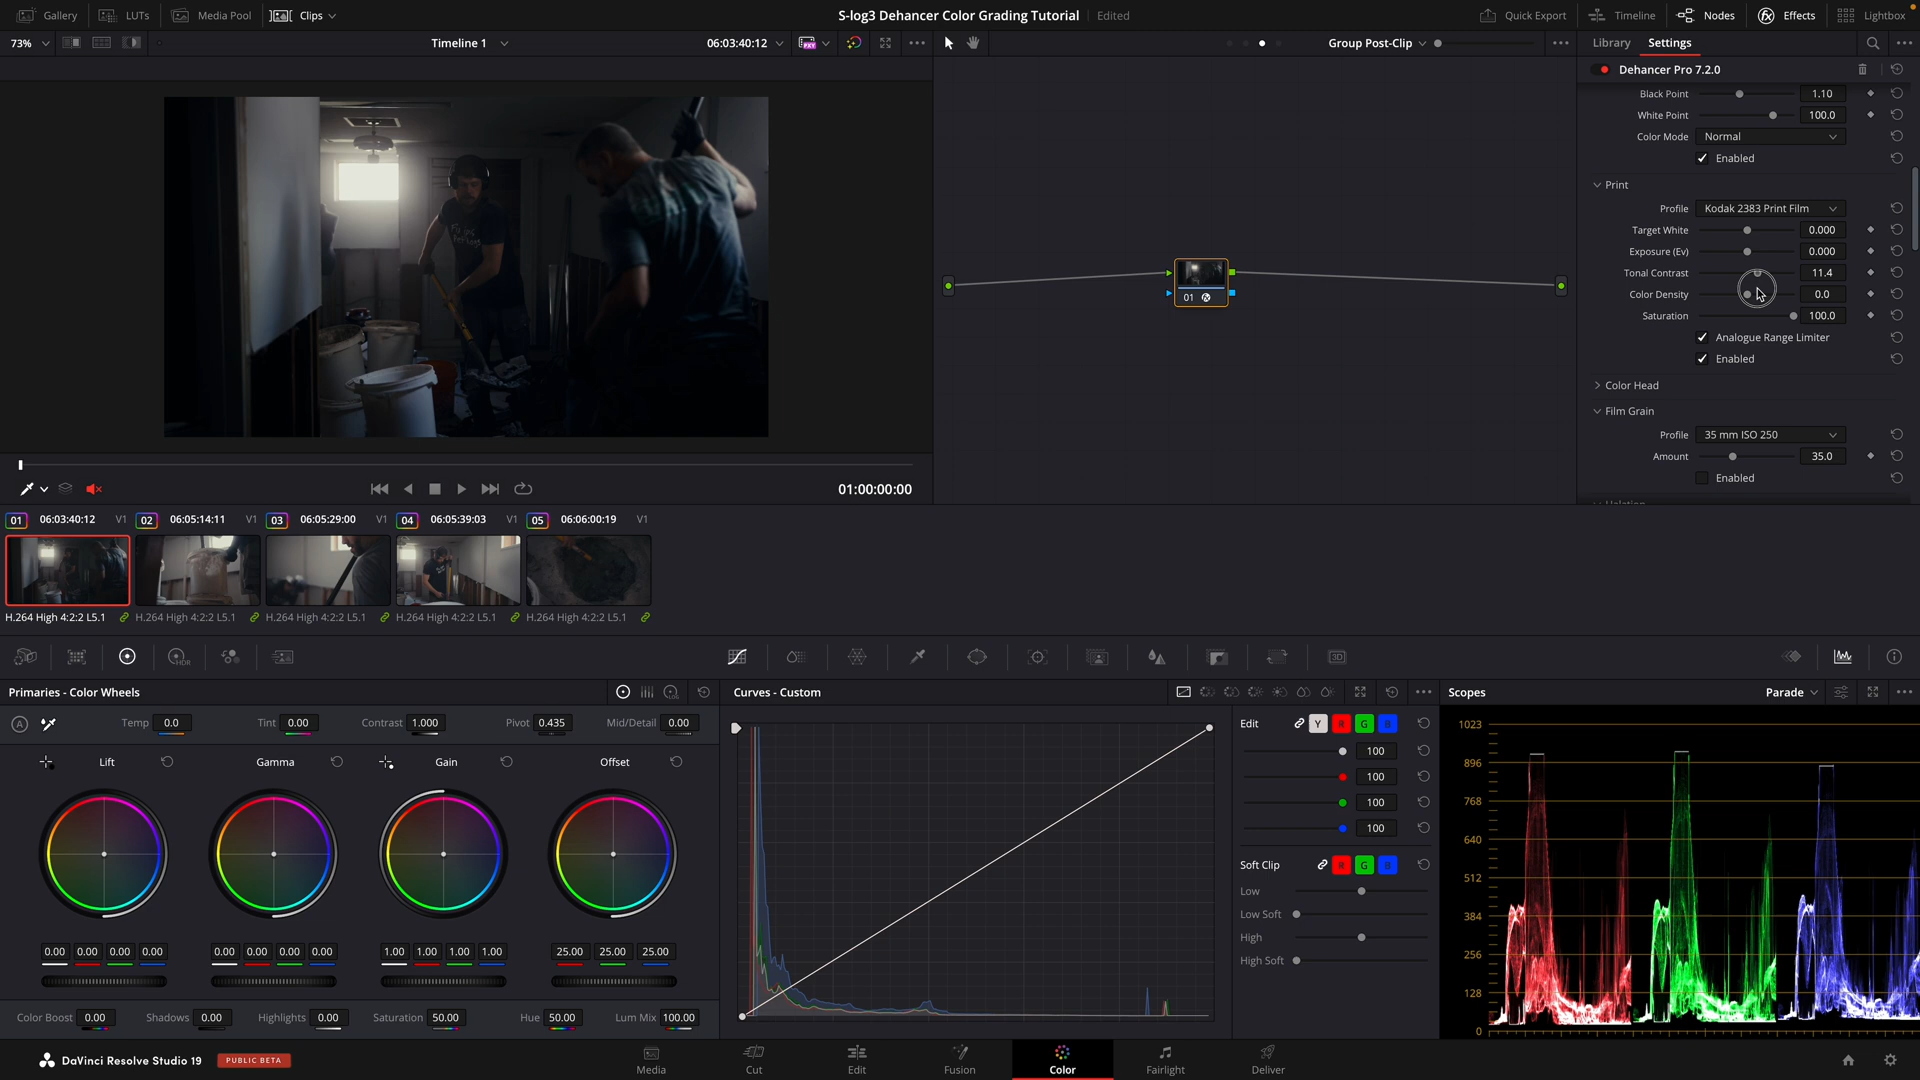 Gallery LUTs Media Pool Clips S-log3 Dehancer Color Grading Tutorial Edited Quick Export Timeline Nodes Effects Lightbox
73% Timeline 1 06:03:40:12 Group Post-Clip Library Settings
Dehancer Pro 7.2.0
Black Point 1.10
White Point 100.0
Color Mode Normal
Enabled
Print
Profile Kodak 2383 Print Film
Target White 0.000
Exposure (Ev) 0.000
Tonal Contrast 11.4
Color Density 0.0
Saturation 100.0
Analogue Range Limiter
Enabled
Color Head
Film Grain
Profile 35 mm ISO 250
Amount 35.0
Enabled
01
01:00:00:00
01 06:03:40:12 V1 02 06:05:14:11 V1 03 06:05:29:00 V1 04 06:05:39:03 V1 05 06:06:00:19 V1
H.264 High 4:2:2 L5.1 H.264 High 4:2:2 L5.1 H.264 High 4:2:2 L5.1 H.264 High 4:2:2 L5.1 H.264 High 4:2:2 L5.1
HDR LOG 3D
Primaries - Color Wheels
A Temp 0.0 Tint 0.00 Contrast 1.000 Pivot 0.435 Mid/Detail 0.00
Lift Gamma Gain Offset
0.00 0.00 0.00 0.00 0.00 0.00 0.00 0.00 1.00 1.00 1.00 1.00 25.00 25.00 25.00
Color Boost 0.00 Shadows 0.00 Highlights 0.00 Saturation 50.00 Hue 50.00 Lum Mix 100.00
Curves - Custom
Edit Y R G B
100
100
100
100
Soft Clip R G B
Low
Low Soft
High
High Soft
Scopes Parade
1023
896
768
640
512
384
256
128
0
DaVinci Resolve Studio 19 PUBLIC BETA
Media Cut Edit Fusion Color Fairlight Deliver